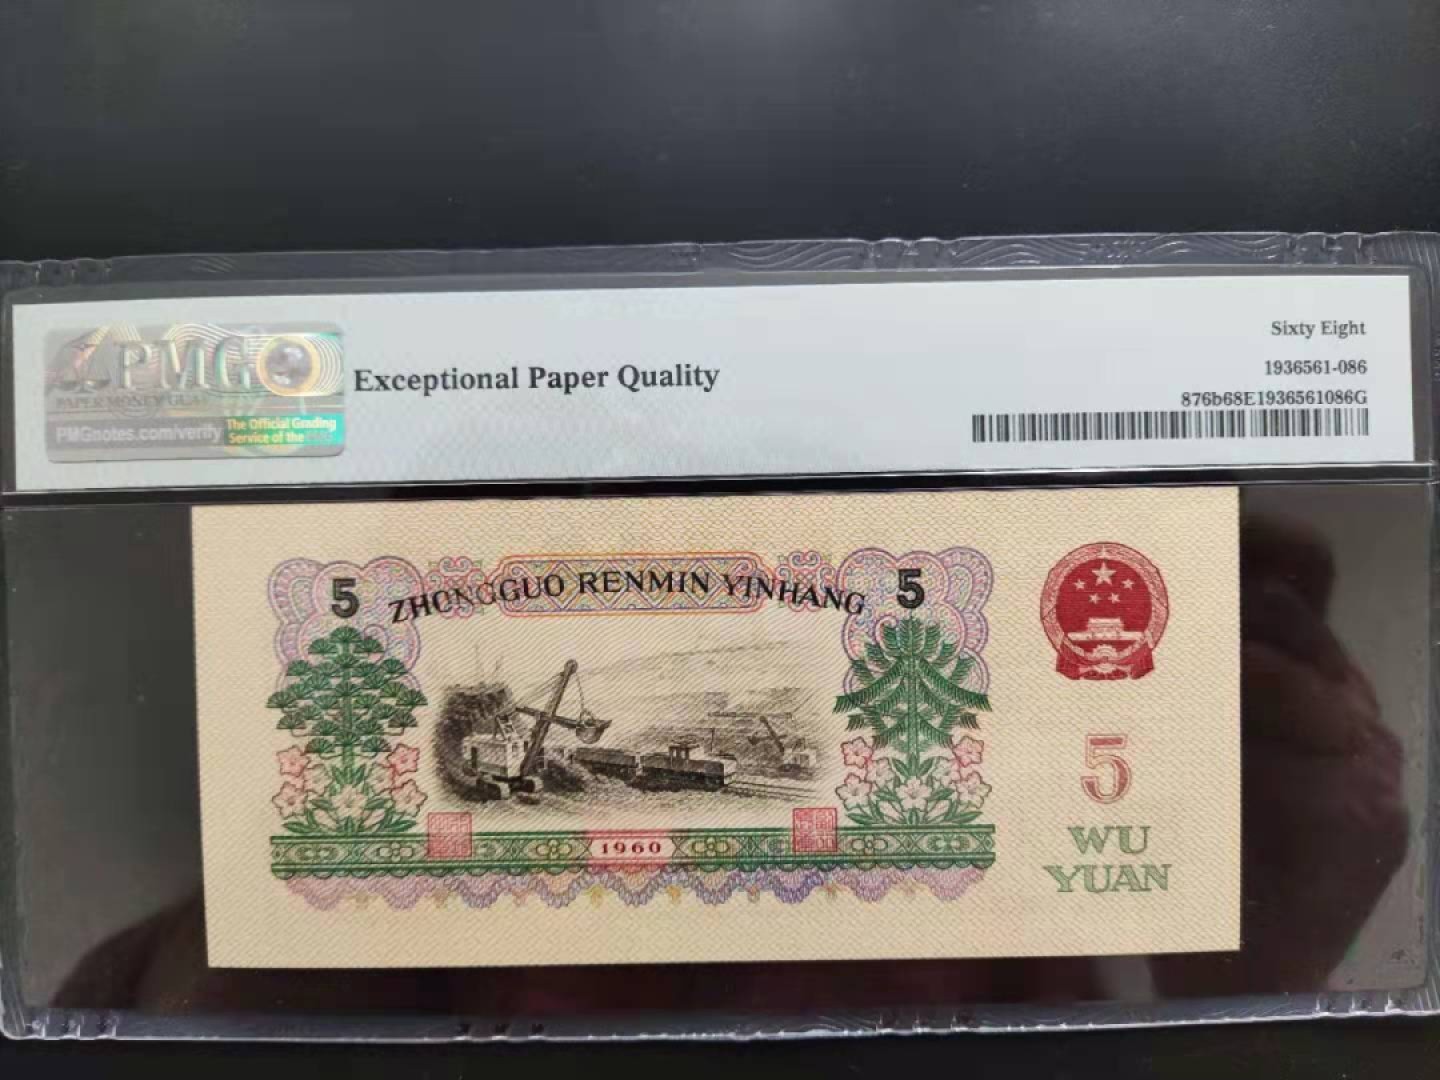 Sixty Eight
PMG
PAPER MONEY GUA
Exceptional Paper Quality
1936561-086
876b68E1936561086G
PMGnotes.com/verify
The Official Grading
Service of the
5
ZHONGGUO RENMIN YINHANG
5
5
1960
WU
YUAN